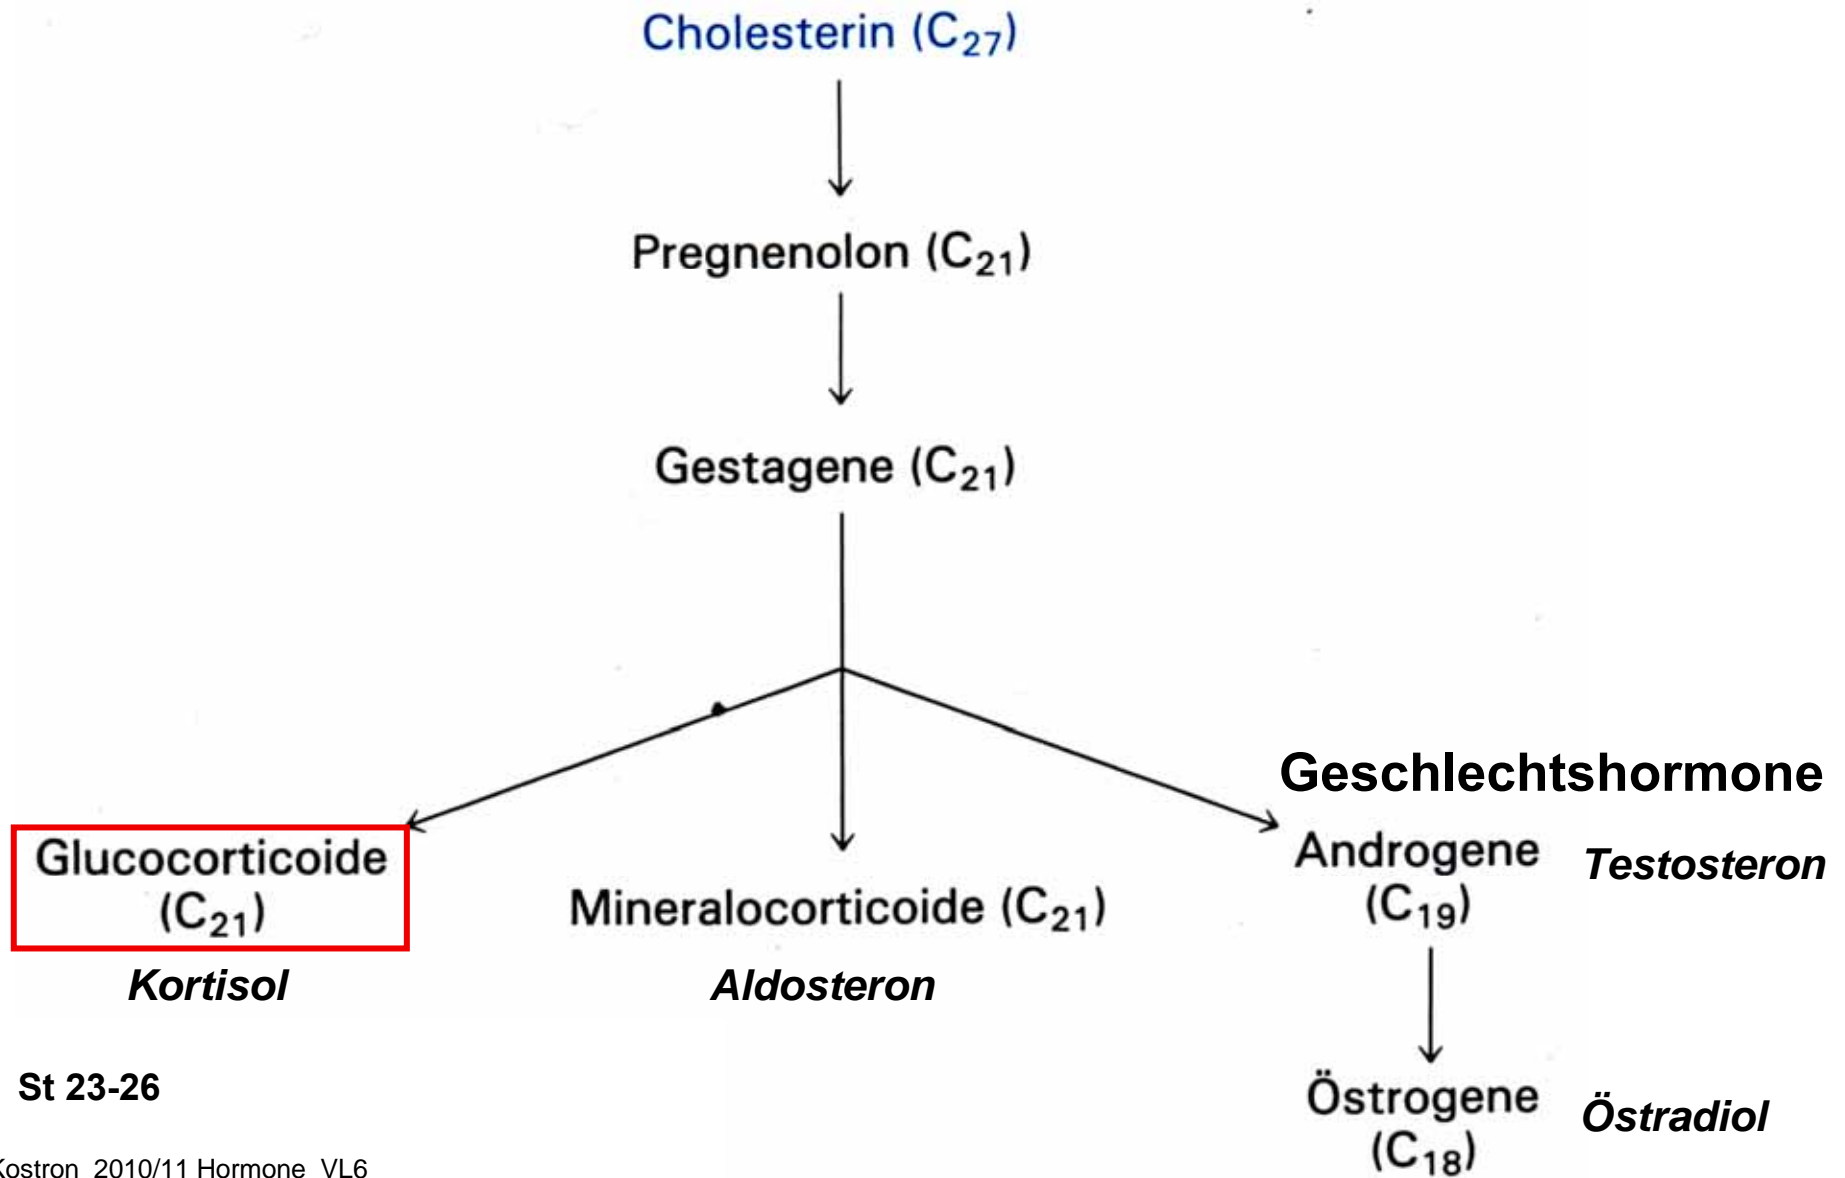 Cholesterin (C27)
Pregnenolon (C21)
Gestagene (C21)
Geschlechtshormone
Glucocorticoide
(C21)
Kortisol
Mineralocorticoide (C21)
Aldosteron
Androgene
(C19)
Testosteron
Östrogene
(C18)
Östradiol
St 23-26
Kostron 2010/11 Hormone VL6